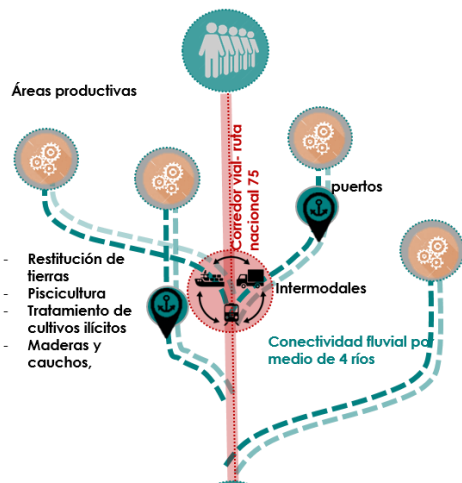 Áreas productivas
Corredor vial- ruta
nacional 75
puertos
- Restitución de
tierras
- Piscicultura
- Tratamiento de
cultivos ilícitos
- Maderas y
cauchos,
Intermodales
Conectividad fluvial por
medio de 4 ríos